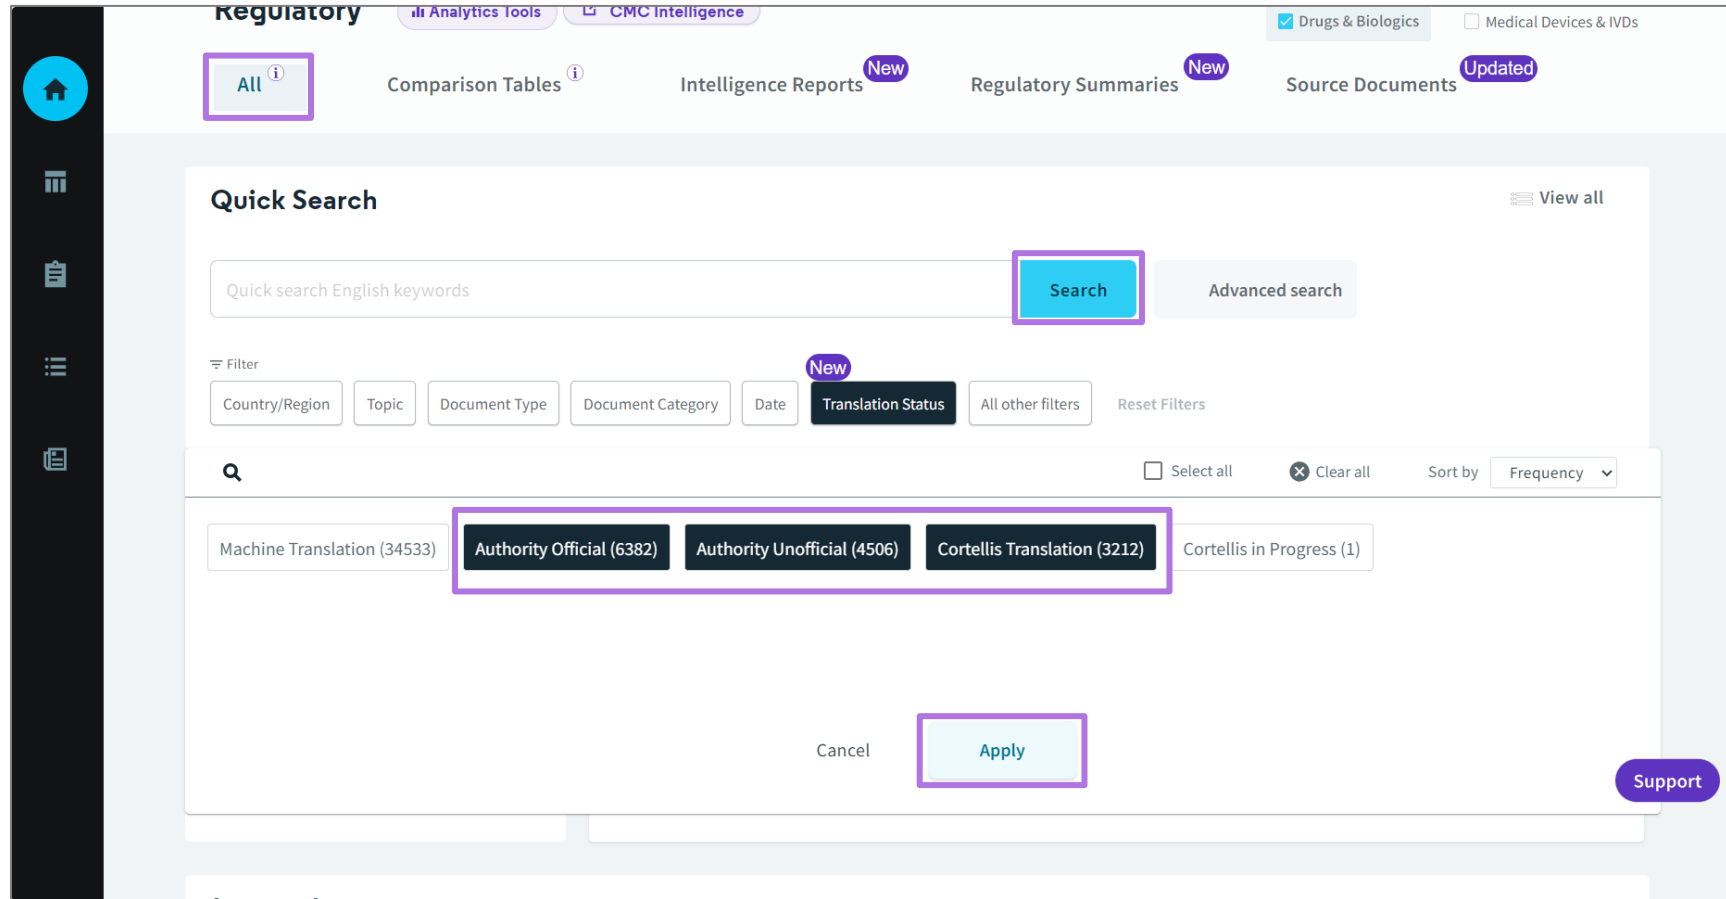 Regulatory
Analytics Tools
CMC Intelligence
Drugs & Biologics
Medical Devices & IVDs
All
Comparison Tables
Intelligence Reports New
Regulatory Summaries New
Source Documents Updated
Quick Search
View all
Quick search English keywords
Search
Advanced search
Filter
New
Country/Region
Topic
Document Type
Document Category
Date
Translation Status
All other filters
Reset Filters
Select all
Clear all
Sort by
Frequency
Machine Translation (34533)
Authority Official (6382)
Authority Unofficial (4506)
Cortellis Translation (3212)
Cortellis in Progress (1)
Cancel
Apply
Support